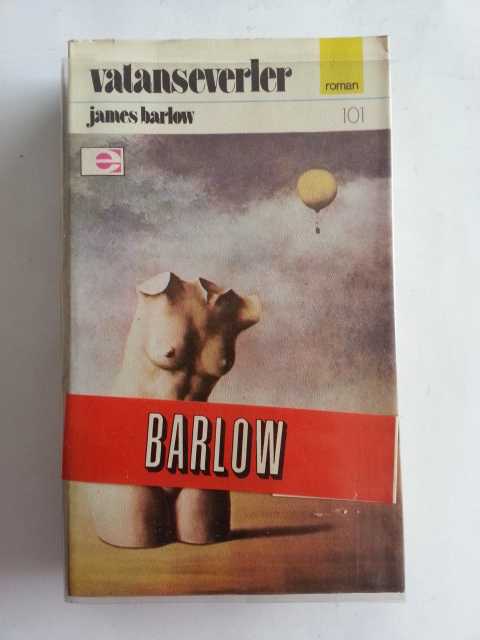 vatanseverler
roman
james barlow
101
e
BARLOW